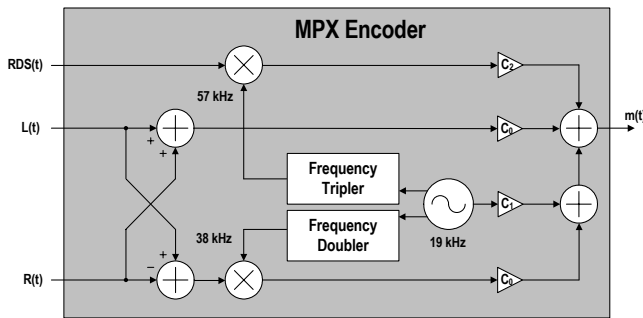 MPX Encoder
RDS(t)
C₂
57 kHz
m(t)
L(t)
+
+
C₀
Frequency
Tripler
C₁
Frequency
Doubler
19 kHz
38 kHz
+
−
R(t)
C₀